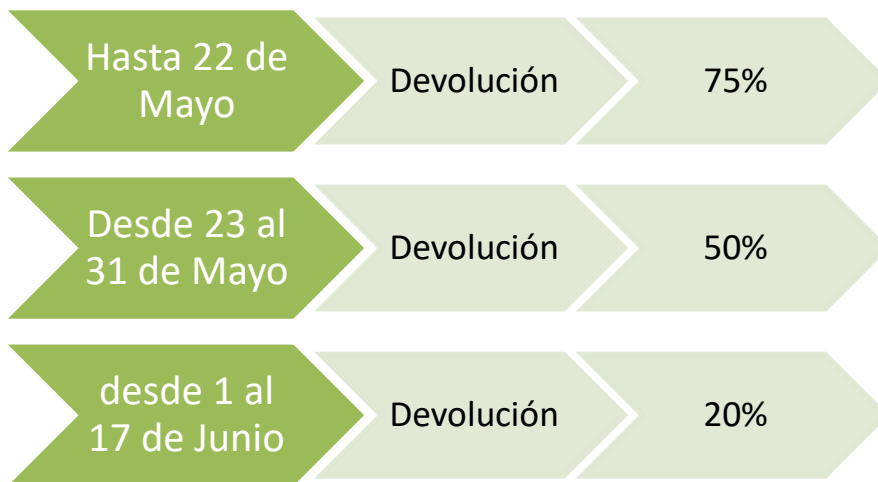 Hasta 22 de
Mayo
Devolución
75%
Desde 23 al
31 de Mayo
Devolución
50%
desde 1 al
17 de Junio
Devolución
20%